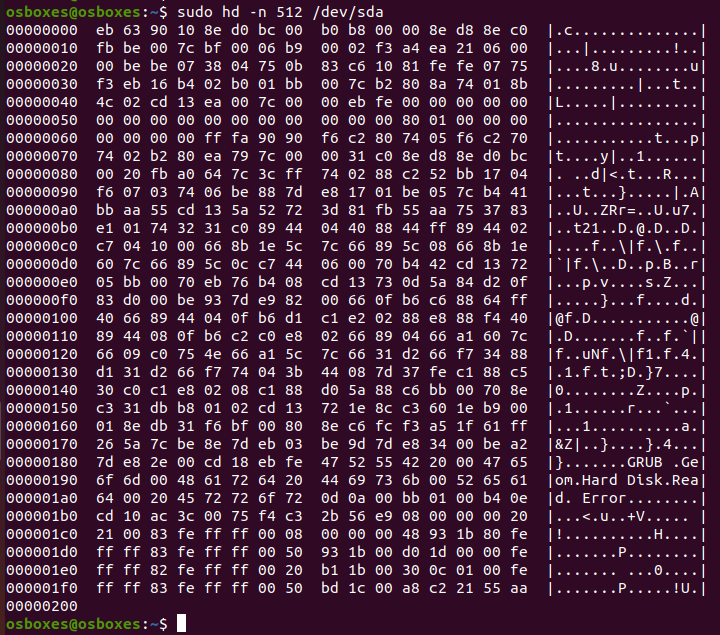 osboxes@osboxes:~$ sudo hd -n 512 /dev/sda
00000000  eb 63 90 10 8e d0 bc 00  b0 b8 00 00 8e d8 8e c0  |.c..............|
00000010  fb be 00 7c bf 00 06 b9  00 02 f3 a4 ea 21 06 00  |...|.........!..|
00000020  00 be be 07 38 04 75 0b  83 c6 10 81 fe fe 07 75  |....8.u........u|
00000030  f3 eb 16 b4 02 b0 01 bb  00 7c b2 80 8a 74 01 8b  |.........|...t..|
00000040  4c 02 cd 13 ea 00 7c 00  00 eb fe 00 00 00 00 00  |L.....|.........|
00000050  00 00 00 00 00 00 00 00  00 00 00 80 01 00 00 00  |................|
00000060  00 00 00 00 ff fa 90 90  f6 c2 80 74 05 f6 c2 70  |...........t...p|
00000070  74 02 b2 80 ea 79 7c 00  00 31 c0 8e d8 8e d0 bc  |t....y|..1......|
00000080  00 20 fb a0 64 7c 3c ff  74 02 88 c2 52 bb 17 04  |. ..d|<.t...R...|
00000090  f6 07 03 74 06 be 88 7d  e8 17 01 be 05 7c b4 41  |...t...}.....|.A|
000000a0  bb aa 55 cd 13 5a 52 72  3d 81 fb 55 aa 75 37 83  |..U..ZRr=..U.u7.|
000000b0  e1 01 74 32 31 c0 89 44  04 40 88 44 ff 89 44 02  |..t21..D.@.D..D.|
000000c0  c7 04 10 00 66 8b 1e 5c  7c 66 89 5c 08 66 8b 1e  |....f..\|f.\.f..|
000000d0  60 7c 66 89 5c 0c c7 44  06 00 70 b4 42 cd 13 72  |`|f.\..D..p.B..r|
000000e0  05 bb 00 70 eb 76 b4 08  cd 13 73 0d 5a 84 d2 0f  |...p.v....s.Z...|
000000f0  83 d0 00 be 93 7d e9 82  00 66 0f b6 c6 88 64 ff  |.....}...f....d.|
00000100  40 66 89 44 04 0f b6 d1  c1 e2 02 88 e8 88 f4 40  |@f.D...........@|
00000110  89 44 08 0f b6 c2 c0 e8  02 66 89 04 66 a1 60 7c  |.D.......f..f.`||
00000120  66 09 c0 75 4e 66 a1 5c  7c 66 31 d2 66 f7 34 88  |f..uNf.\|f1.f.4.|
00000130  d1 31 d2 66 f7 74 04 3b  44 08 7d 37 fe c1 88 c5  |.1.f.t.;D.}7....|
00000140  30 c0 c1 e8 02 08 c1 88  d0 5a 88 c6 bb 00 70 8e  |0........Z....p.|
00000150  c3 31 db b8 01 02 cd 13  72 1e 8c c3 60 1e b9 00  |.1......r...`...|
00000160  01 8e db 31 f6 bf 00 80  8e c6 fc f3 a5 1f 61 ff  |...1..........a.|
00000170  26 5a 7c be 8e 7d eb 03  be 9d 7d e8 34 00 be a2  |&Z|..}....}.4...|
00000180  7d e8 2e 00 cd 18 eb fe  47 52 55 42 20 00 47 65  |}.......GRUB .Ge|
00000190  6f 6d 00 48 61 72 64 20  44 69 73 6b 00 52 65 61  |om.Hard Disk.Rea|
000001a0  64 00 20 45 72 72 6f 72  0d 0a 00 bb 01 00 b4 0e  |d. Error........|
000001b0  cd 10 ac 3c 00 75 f4 c3  2b 56 e9 08 00 00 00 20  |...<.u..+V..... |
000001c0  21 00 83 fe ff ff 00 08  00 00 00 48 93 1b 80 fe  |!..........H....|
000001d0  ff ff 83 fe ff ff 00 50  93 1b 00 d0 1d 00 00 fe  |.......P........|
000001e0  ff ff 82 fe ff ff 00 20  b1 1b 00 30 0c 01 00 fe  |....... ...0....|
000001f0  ff ff 83 fe ff ff 00 50  bd 1c 00 a8 c2 21 55 aa  |.......P.....!U.|
00000200
osboxes@osboxes:~$